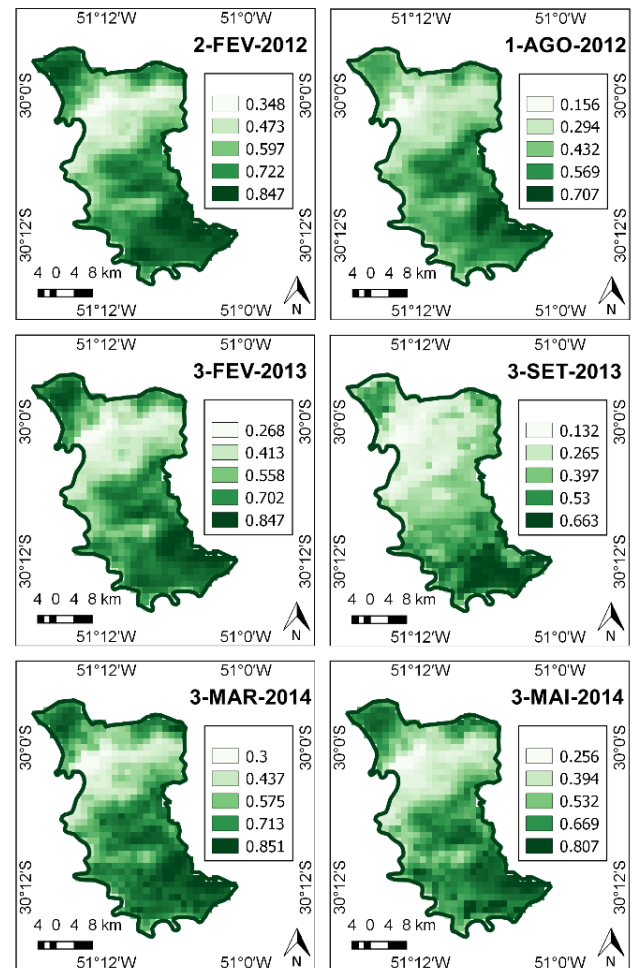 51°12'W 51°0'W
2-FEV-2012
30°0'S
0.348
0.473
0.597
0.722
0.847
30°12'S
4 0 4 8 km
N
51°12'W 51°0'W
51°12'W 51°0'W
1-AGO-2012
30°0'S
0.156
0.294
0.432
0.569
0.707
30°12'S
4 0 4 8 km
N
51°12'W 51°0'W
51°12'W 51°0'W
3-FEV-2013
30°0'S
0.268
0.413
0.558
0.702
0.847
30°12'S
4 0 4 8 km
N
51°12'W 51°0'W
51°12'W 51°0'W
3-SET-2013
30°0'S
0.132
0.265
0.397
0.53
0.663
30°12'S
4 0 4 8 km
N
51°12'W 51°0'W
51°12'W 51°0'W
3-MAR-2014
30°0'S
0.3
0.437
0.575
0.713
0.851
30°12'S
4 0 4 8 km
N
51°12'W 51°0'W
51°12'W 51°0'W
3-MAI-2014
30°0'S
0.256
0.394
0.532
0.669
0.807
30°12'S
4 0 4 8 km
N
51°12'W 51°0'W